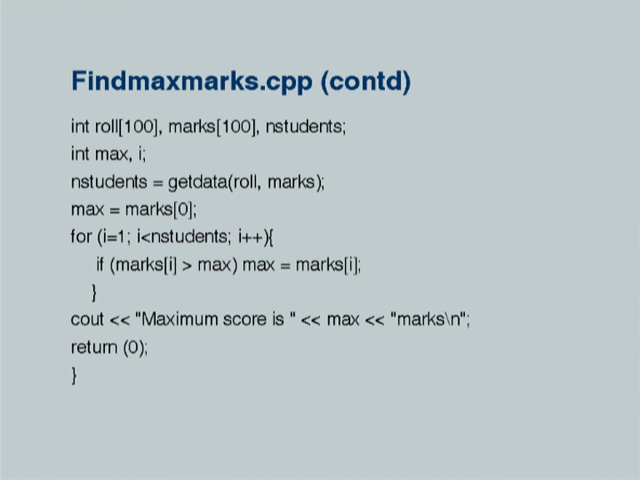 Findmaxmarks.cpp (contd)
int roll[100], marks[100], nstudents;
int max, i;
nstudents = getdata(roll, marks);
max = marks[0];
for (i=1; i<nstudents; i++){
if (marks[i] > max) max = marks[i];
}
cout << "Maximum score is " << max << "marks\n";
return (0);
}